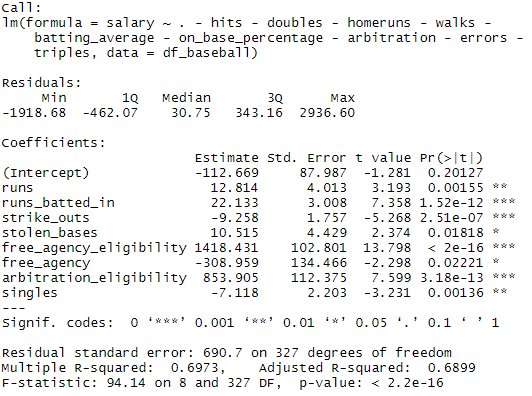 Call:
lm(formula = salary ~ . - hits - doubles - homeruns - walks -
    batting_average - on_base_percentage - arbitration - errors -
    triples, data = df_baseball)

Residuals:
     Min       1Q   Median       3Q      Max
-1918.68  -462.07    30.75   343.16  2936.60

Coefficients:
                        Estimate Std. Error t value Pr(>|t|)
(Intercept)             -112.669     87.987  -1.281  0.20127
runs                      12.814      4.013   3.193  0.00155 **
runs_batted_in            22.133      3.008   7.358 1.52e-12 ***
strike_outs               -9.258      1.757  -5.268 2.51e-07 ***
stolen_bases              10.515      4.429   2.374  0.01818 *
free_agency_eligibility 1418.431    102.801  13.798  < 2e-16 ***
free_agency             -308.959    134.466  -2.298  0.02221 *
arbitration_eligibility  853.905    112.375   7.599 3.18e-13 ***
singles                   -7.118      2.203  -3.231  0.00136 **
---
Signif. codes:  0 ‘***’ 0.001 ‘**’ 0.01 ‘*’ 0.05 ‘.’ 0.1 ‘ ’ 1

Residual standard error: 690.7 on 327 degrees of freedom
Multiple R-squared:  0.6973,    Adjusted R-squared:  0.6899
F-statistic: 94.14 on 8 and 327 DF,  p-value: < 2.2e-16